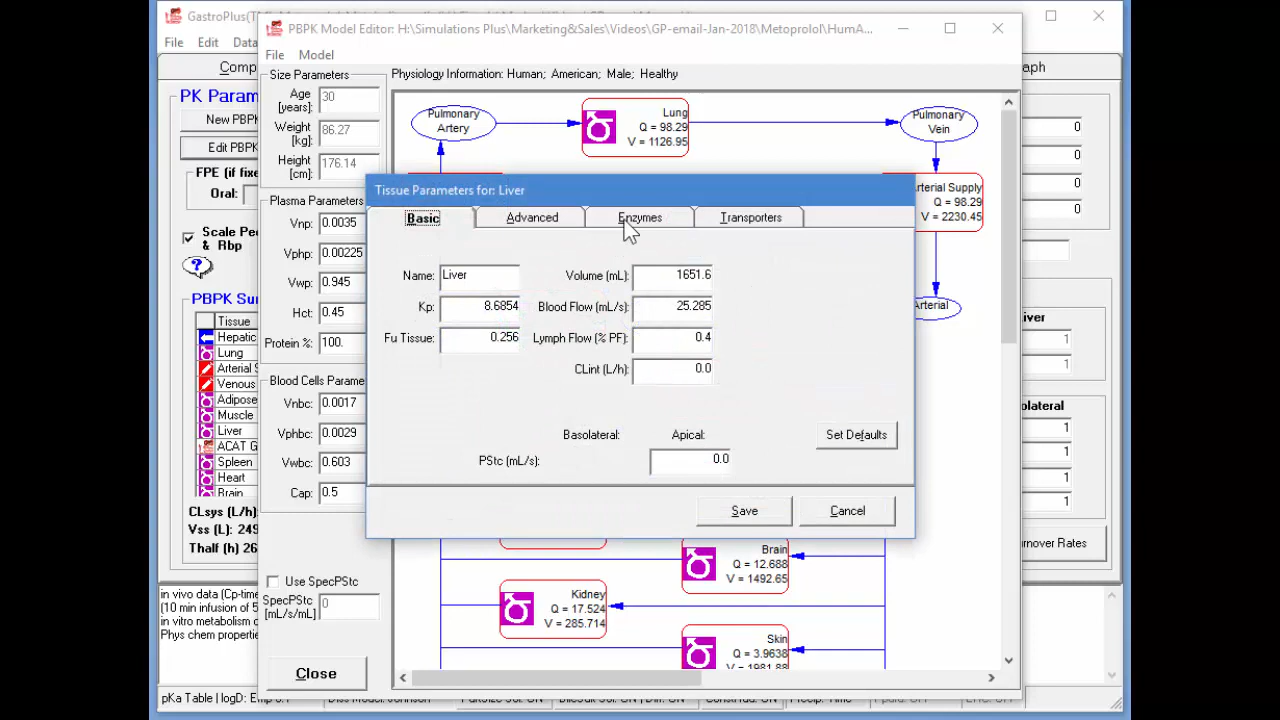 GastroPlus(T
PBPK Model Editor: H:\Simulations Plus\Marketing&Sales\Videos\GP-email-Jan-2018\Metoprolol\HumA...
File Edit Data
File Model
Comp
aph
Size Parameters
Physiology Information: Human; American; Male; Healthy
PK Param
New PBPK
Edit PBPK
FPE (if fixe
Oral:
Scale Pe
& Rbp
PBPK Sum
Tissue
Hepatic
Lung
Arterial S
Venous
Adipose
Muscle
Liver
ACAT G
Spleen
Heart
Brain
CLsys (L/h)
Vss (L): 249
Thalf (h) 26
Age
[years]: 30
Weight
[kg]: 86.27
Height
[cm]: 176.14
Plasma Parameters
Vnp: 0.0035
Vphp: 0.00225
Vwp: 0.945
Hct: 0.45
Protein %: 100.
Blood Cells Parame
Vnbc: 0.0017
Vphbc: 0.0029
Vwbc: 0.603
Cap: 0.5
Use SpecPStc
SpecPStc
[mL/s/mL] 0
Close
Pulmonary
Artery
Lung
Q = 98.29
V = 1126.95
Pulmonary
Vein
Arterial Supply
Q = 98.29
V = 2230.45
Arterial
Tissue Parameters for: Liver
Basic Advanced Enzymes Transporters
Name: Liver Volume (mL): 1651.6
Kp: 8.6854 Blood Flow (mL/s): 25.285
Fu Tissue: 0.256 Lymph Flow (% PF): 0.4
CLint (L/h): 0.0
Basolateral: Apical: Set Defaults
PStc (mL/s): 0.0
Save Cancel
Brain
Q = 12.688
V = 1492.65
Kidney
Q = 17.524
V = 285.714
Skin
Q = 3.9638
V = 1981.88
0
0
0
0
iver
1
1
olateral
1
1
1
1
urnover Rates
in vivo data (Cp-time
(10 min infusion of 5
in vitro metabolism o
Phys chem propertie
pKa Table | logD: